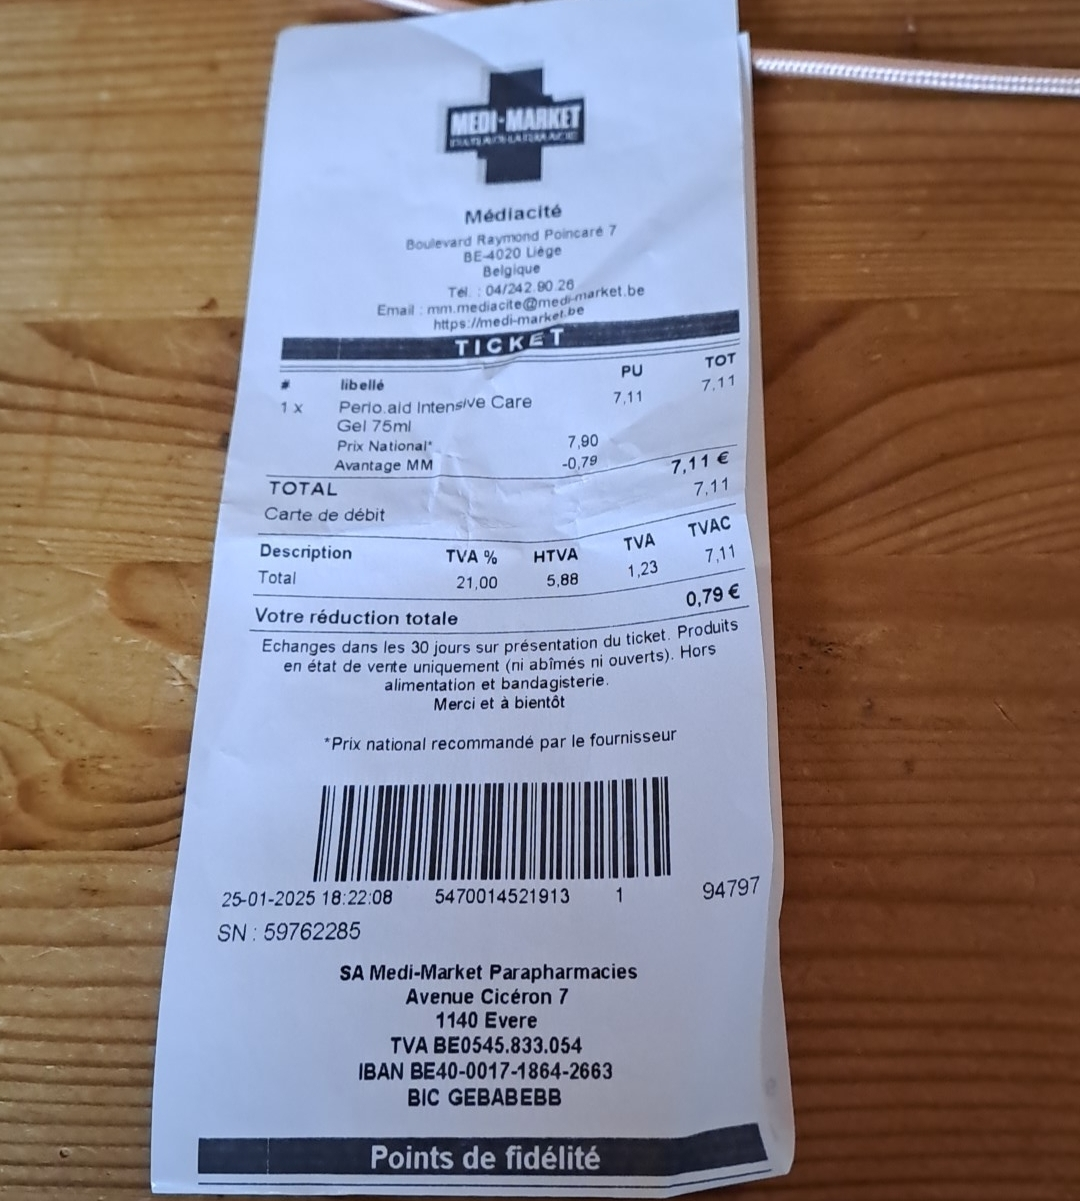 MEDI-MARKET
PARAPHARMACIE
Médiacité
Boulevard Raymond Poincaré 7
BE-4020 Liège
Belgique
Tél. : 04/242.90.26
Email : mm.mediacite@medi-market.be
https://medi-market.be
TICKET
# libellé PU TOT
1 x Perio.aid Intensive Care 7,11 7,11
Gel 75ml
Prix National* 7,90
Avantage MM -0,79
TOTAL 7,11 €
Carte de débit 7,11
Description TVA % HTVA TVA TVAC
Total 21,00 5,88 1,23 7,11
Votre réduction totale 0,79 €
Echanges dans les 30 jours sur présentation du ticket. Produits
en état de vente uniquement (ni abîmés ni ouverts). Hors
alimentation et bandagisterie.
Merci et à bientôt
*Prix national recommandé par le fournisseur
25-01-2025 18:22:08 5470014521913 1 94797
SN : 59762285
SA Medi-Market Parapharmacies
Avenue Cicéron 7
1140 Evere
TVA BE0545.833.054
IBAN BE40-0017-1864-2663
BIC GEBABEBB
Points de fidélité